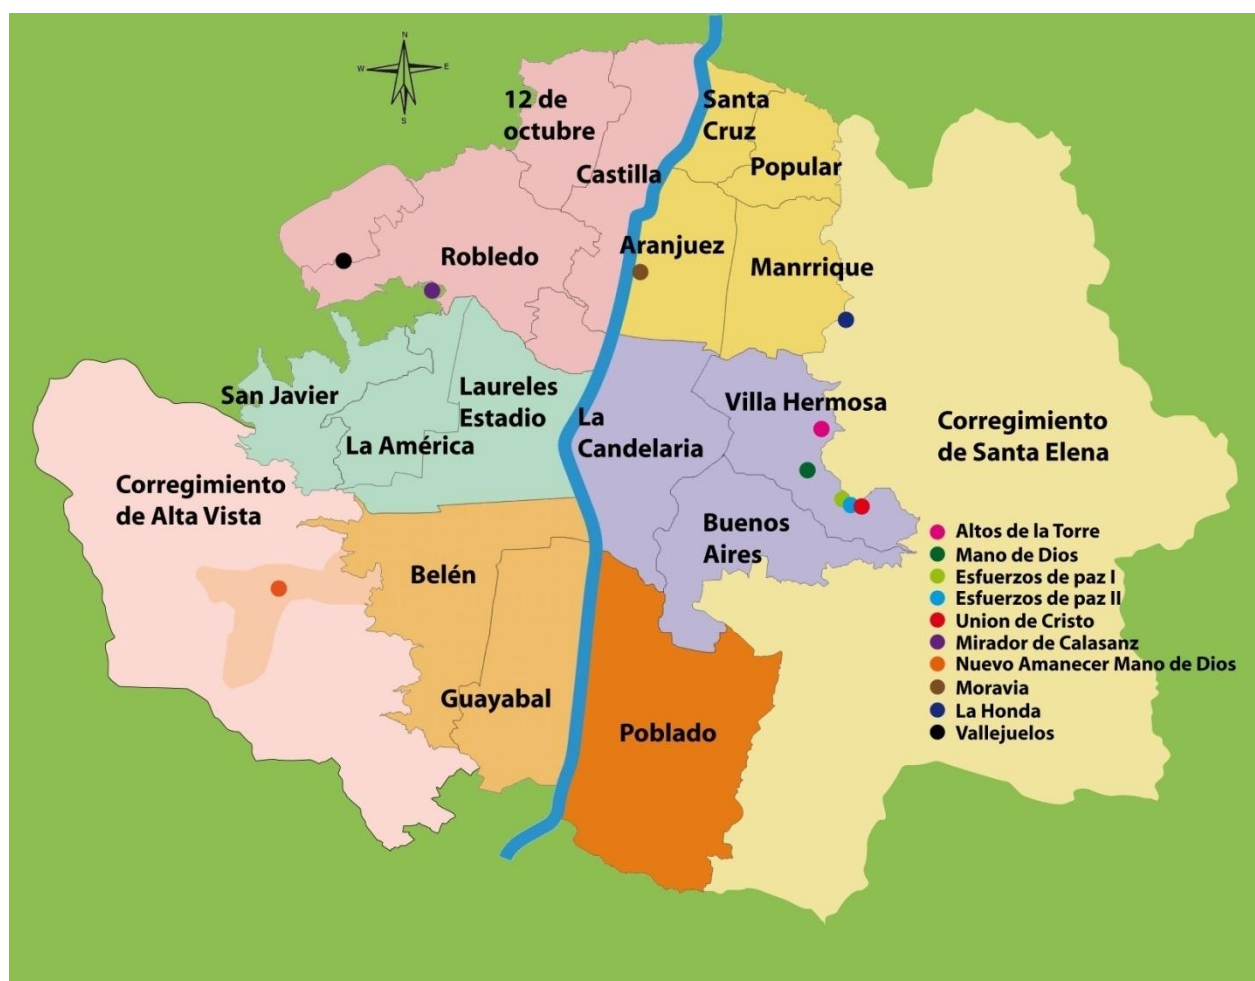 N
W E
S
12 de
octubre
Santa
Cruz
Castilla
Popular
Robledo
Aranjuez
Manrrique
San Javier
Laureles
Estadio
La América
La
Candelaria
Villa Hermosa
Corregimiento
de Santa Elena
Corregimiento
de Alta Vista
Buenos
Aires
Belén
Guayabal
Poblado
Altos de la Torre
Mano de Dios
Esfuerzos de paz I
Esfuerzos de paz II
Union de Cristo
Mirador de Calasanz
Nuevo Amanecer Mano de Dios
Moravia
La Honda
Vallejuelos